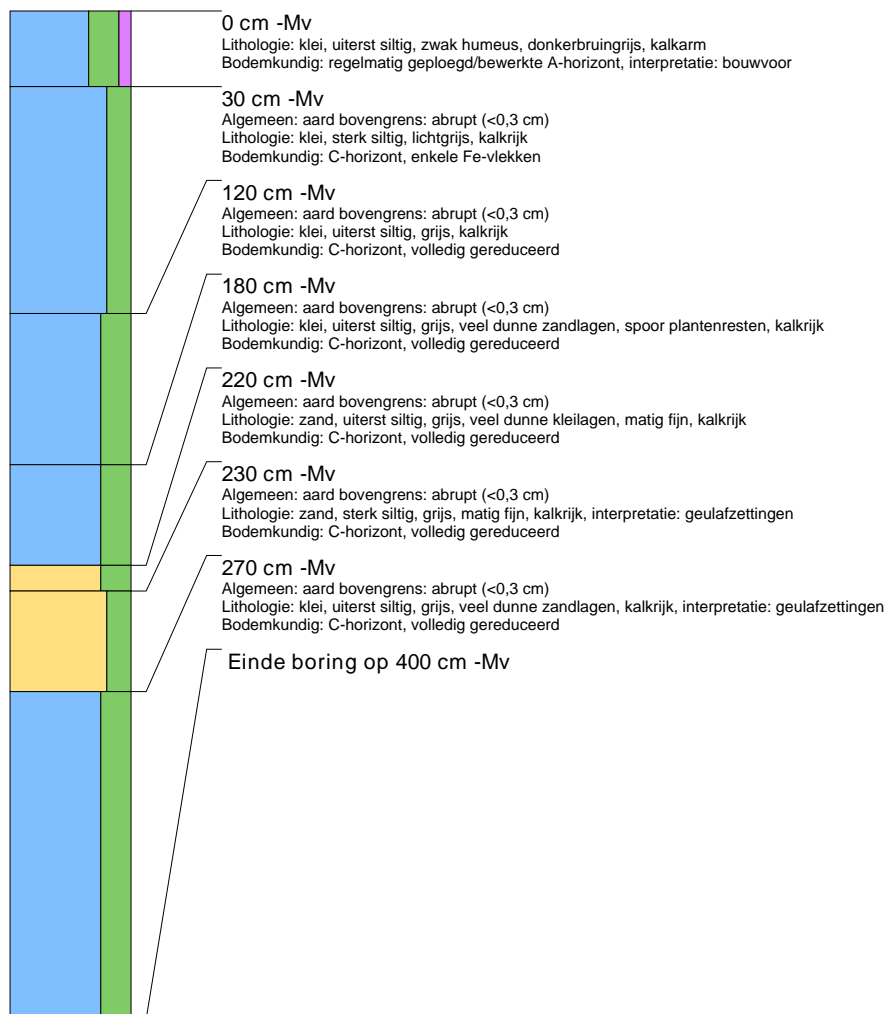 0 cm -Mv
Lithologie: klei, uiterst siltig, zwak humeus, donkerbruingrijs, kalkarm
Bodemkundig: regelmatig geploegd/bewerkte A-horizont, interpretatie: bouwvoor
30 cm -Mv
Algemeen: aard bovengrens: abrupt (<0,3 cm)
Lithologie: klei, sterk siltig, lichtgrijs, kalkrijk
Bodemkundig: C-horizont, enkele Fe-vlekken
120 cm -Mv
Algemeen: aard bovengrens: abrupt (<0,3 cm)
Lithologie: klei, uiterst siltig, grijs, kalkrijk
Bodemkundig: C-horizont, volledig gereduceerd
180 cm -Mv
Algemeen: aard bovengrens: abrupt (<0,3 cm)
Lithologie: klei, uiterst siltig, grijs, veel dunne zandlagen, spoor plantenresten, kalkrijk
Bodemkundig: C-horizont, volledig gereduceerd
220 cm -Mv
Algemeen: aard bovengrens: abrupt (<0,3 cm)
Lithologie: zand, uiterst siltig, grijs, veel dunne kleilagen, matig fijn, kalkrijk
Bodemkundig: C-horizont, volledig gereduceerd
230 cm -Mv
Algemeen: aard bovengrens: abrupt (<0,3 cm)
Lithologie: zand, sterk siltig, grijs, matig fijn, kalkrijk, interpretatie: geulafzettingen
Bodemkundig: C-horizont, volledig gereduceerd
270 cm -Mv
Algemeen: aard bovengrens: abrupt (<0,3 cm)
Lithologie: klei, uiterst siltig, grijs, veel dunne zandlagen, kalkrijk, interpretatie: geulafzettingen
Bodemkundig: C-horizont, volledig gereduceerd
Einde boring op 400 cm -Mv